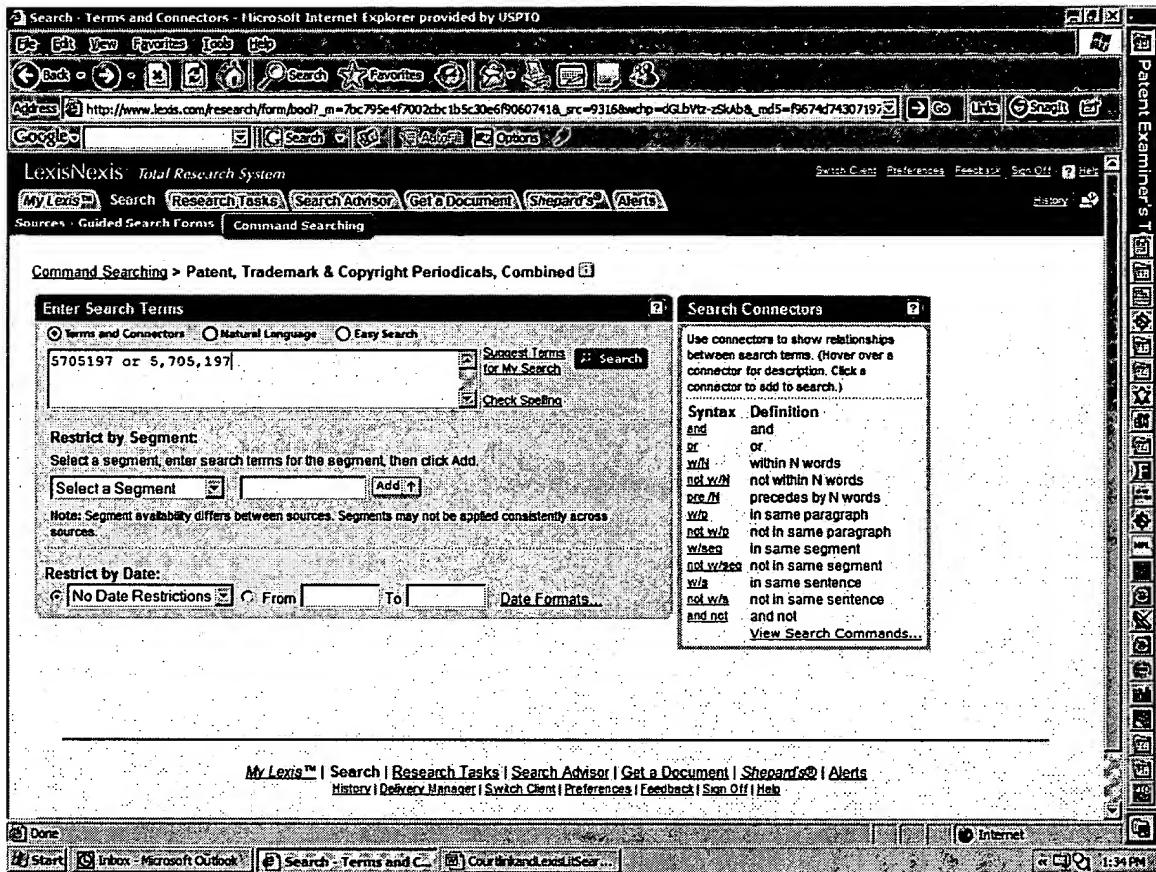 Search - Terms and Connectors - Microsoft Internet Explorer provided by USPTO
File Edit View Favorites Tools Help
Back Search Favorites
Address http://www.lexis.com/research/form/bool?_m=7bc795e4f7002cbc1b5c30e6f9060741&_src=9316&wchp=dGLbVtz-zSkAb&_md5=f9674d74307197 Go Links SnagIt
Google Search AutoFill Options
LexisNexis Total Research System
Switch Client Preferences Feedback Sign Off ? Help
My Lexis™ Search Research Tasks Search Advisor Get a Document Shepard's® Alerts
History
Sources Guided Search Forms Command Searching
Command Searching > Patent, Trademark & Copyright Periodicals, Combined
Enter Search Terms ?
Terms and Connectors Natural Language Easy Search
5705197 or 5,705,197
Suggest Terms for My Search
Search
Check Spelling
Restrict by Segment:
Select a segment, enter search terms for the segment, then click Add.
Select a Segment Add ↑
Note: Segment availability differs between sources. Segments may not be applied consistently across
sources.
Restrict by Date:
No Date Restrictions From To Date Formats...
Search Connectors ?
Use connectors to show relationships
between search terms. (Hover over a
connector for description. Click a
connector to add to search.)
Syntax Definition
and and
or or
w/N within N words
not w/N not within N words
pre /N precedes by N words
w/p in same paragraph
not w/p not in same paragraph
w/seg in same segment
not w/seg not in same segment
w/s in same sentence
not w/s not in same sentence
and not and not
View Search Commands...
My Lexis™ | Search | Research Tasks | Search Advisor | Get a Document | Shepard's® | Alerts
History | Delivery Manager | Switch Client | Preferences | Feedback | Sign Off | Help
Done Internet
Start Inbox - Microsoft Outlook Search - Terms and C... CourtlinkandLexisLitSear... 1:34 PM
Patent Examiner's T